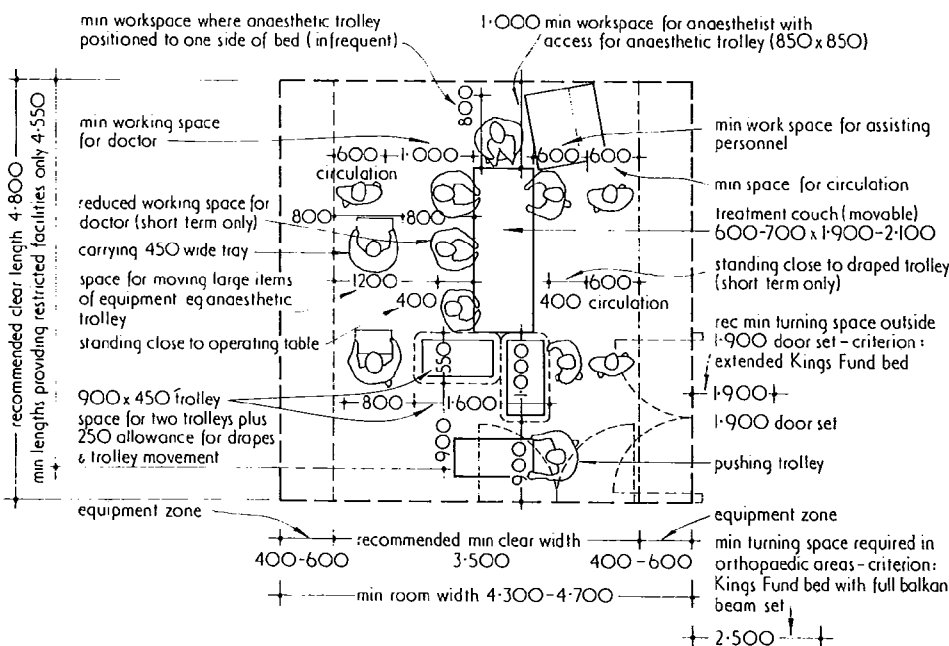 min workspace where anaesthetic trolley
positioned to one side of bed (infrequent)
1·000 min workspace for anaesthetist with
access for anaesthetic trolley (850 x 850)
recommended clear length 4·800
min lengths providing restricted facilities only 4·550
800
min working space
for doctor
600
1·000
600
600
circulation
min work space for assisting
personnel
min space for circulation
reduced working space for
doctor (short term only)
800
800
treatment couch (movable)
600-700 x 1·900-2·100
carrying 450 wide tray
space for moving large items
of equipment eg anaesthetic
trolley
1200
400
400
600
circulation
standing close to draped trolley
(short term only)
standing close to operating table
rec min turning space outside
1·900 door set - criterion:
extended Kings Fund bed
550
900 x 450 trolley
space for two trolleys plus
250 allowance for drapes
& trolley movement
800
1·600
1·900
1·900 door set
900
pushing trolley
equipment zone
equipment zone
recommended min clear width
400-600
3·500
400-600
min room width 4·300-4·700
min turning space required in
orthopaedic areas - criterion:
Kings Fund bed with full balkan
beam set
2·500